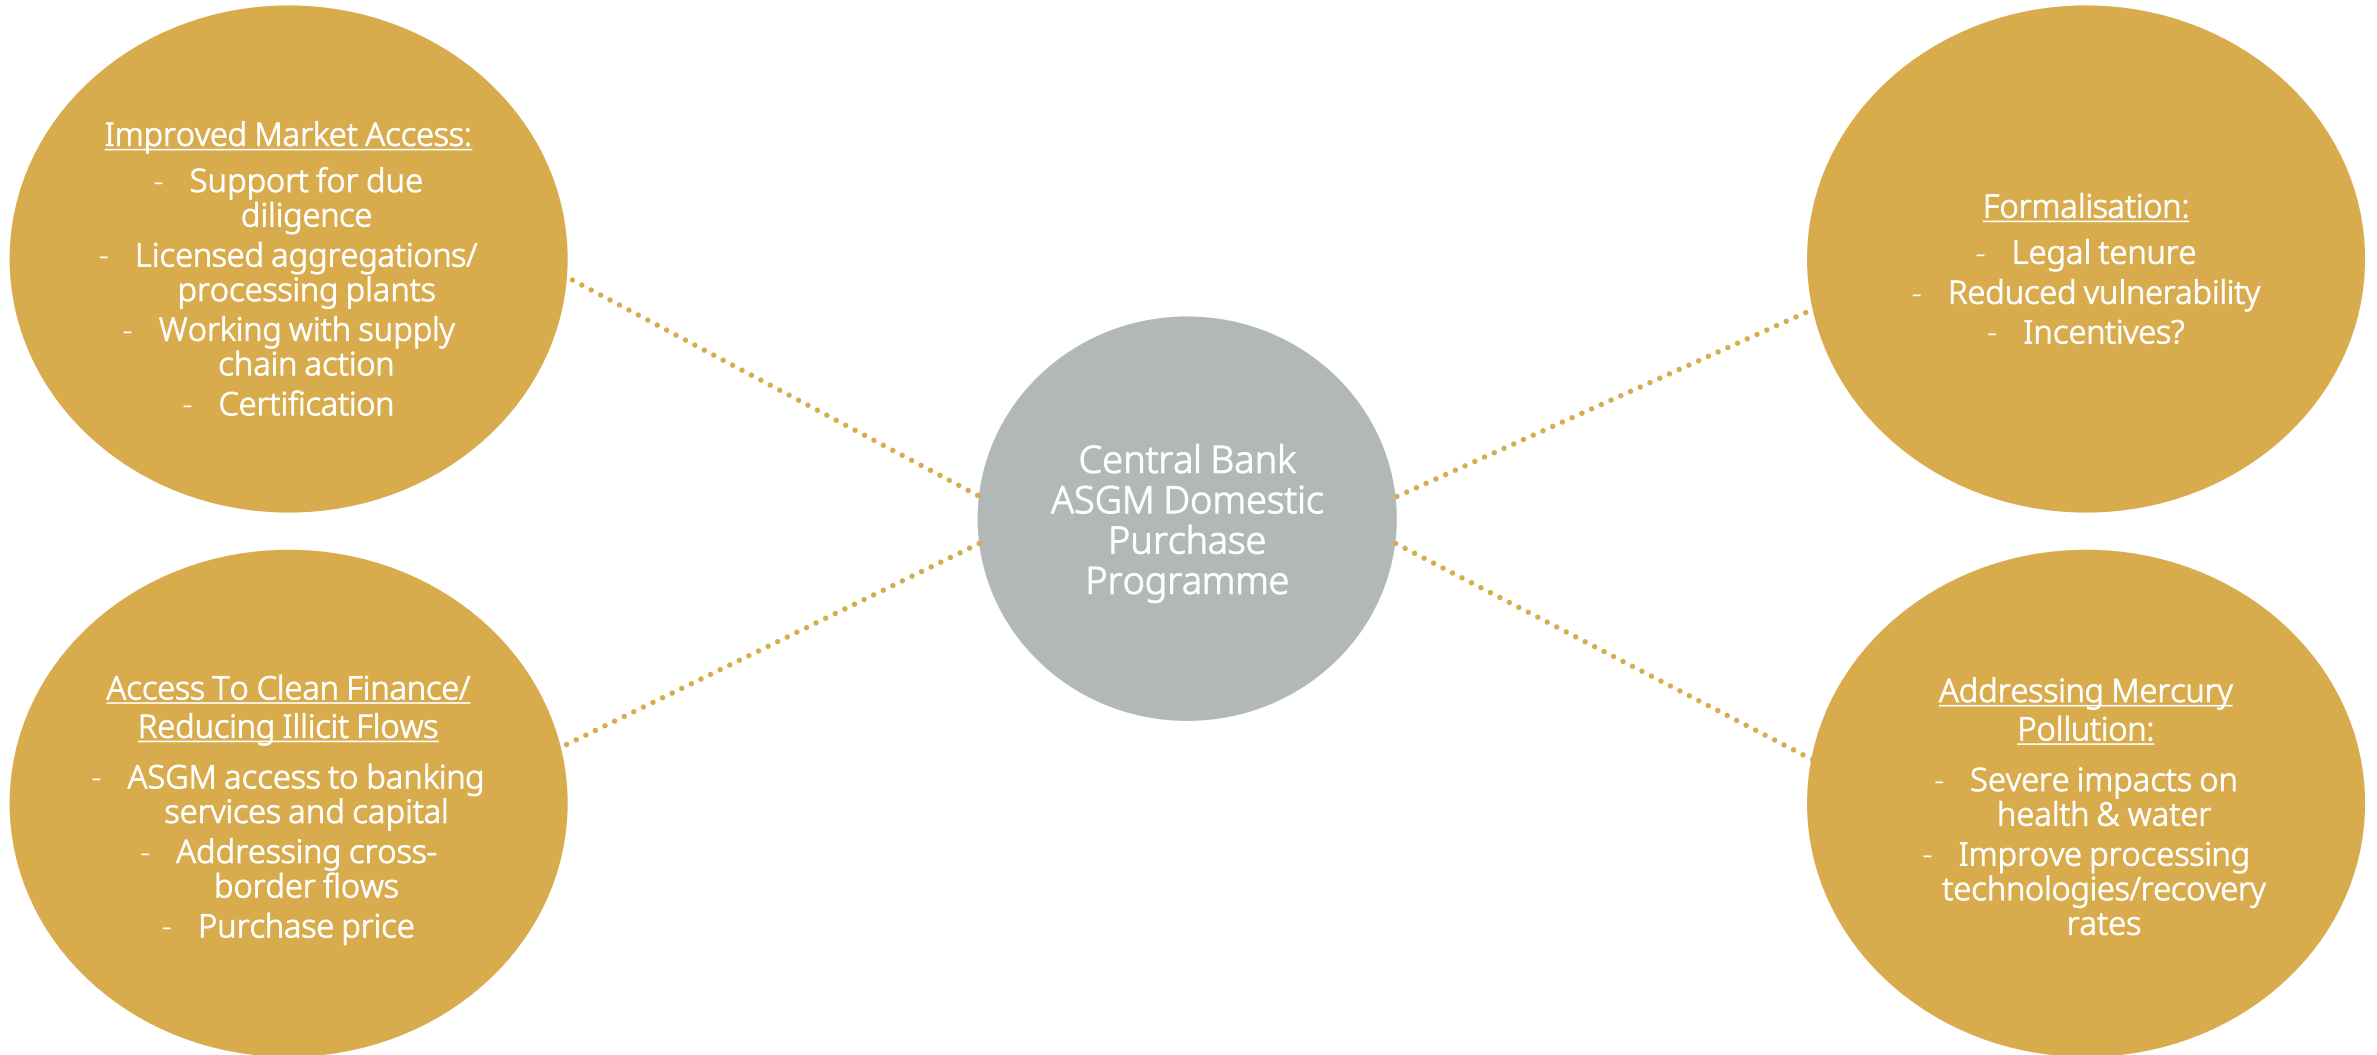 Improved Market Access:
- Support for due
diligence
- Licensed aggregations/
processing plants
- Working with supply
chain action
- Certification
Formalisation:
- Legal tenure
- Reduced vulnerability
- Incentives?
Central Bank
ASGM Domestic
Purchase
Programme
Access To Clean Finance/
Reducing Illicit Flows
- ASGM access to banking
services and capital
- Addressing cross-
border flows
- Purchase price
Addressing Mercury
Pollution:
- Severe impacts on
health & water
- Improve processing
technologies/recovery
rates